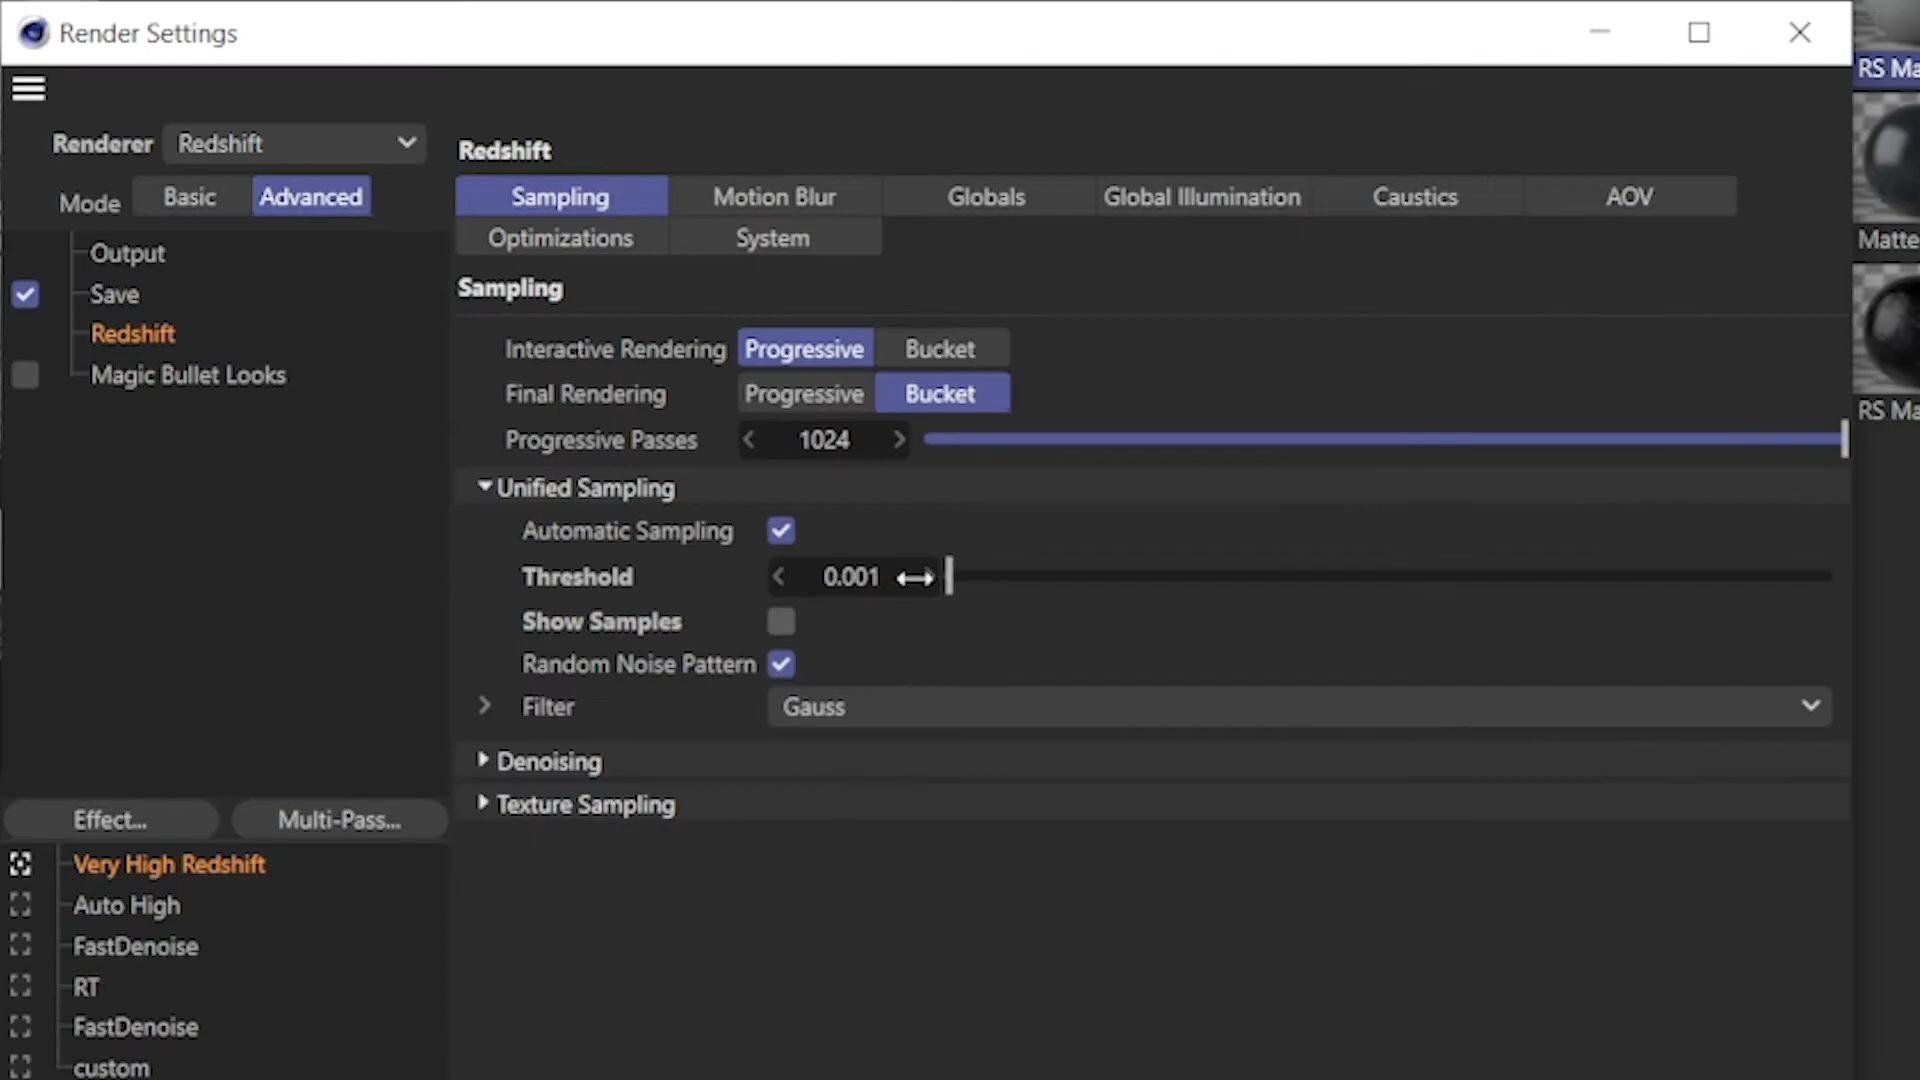 Render Settings
RS Ma
Renderer Redshift
Mode Basic Advanced
Output
Save
Redshift
Magic Bullet Looks
Effect... Multi-Pass...
Very High Redshift
Auto High
FastDenoise
RT
FastDenoise
custom
Redshift
Sampling Motion Blur Globals Global Illumination Caustics AOV
Optimizations System
Sampling
Interactive Rendering Progressive Bucket
Final Rendering Progressive Bucket
Progressive Passes 1024
Unified Sampling
Automatic Sampling
Threshold 0.001
Show Samples
Random Noise Pattern
Filter Gauss
Denoising
Texture Sampling
Matte
RS Ma